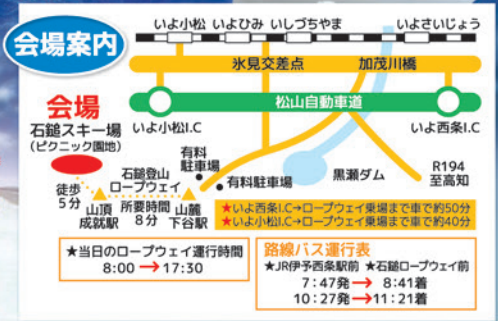 会場案内
いよ小松 いよひみ いしづちやま いよさいじょう
氷見交差点 加茂川橋
松山自動車道
いよ小松I.C いよ西条I.C
会場
石鎚スキー場
(ピクニック園地)
徒歩
5分
石鎚登山
ロープウェイ
所要時間
8分
山頂
成就駅
山麓
下谷駅
有料
駐車場
有料駐車場
黒瀬ダム
R194
至高知
★いよ西条I.C→ロープウェイ乗場まで車で約50分
★いよ小松I.C→ロープウェイ乗場まで車で約40分
★当日のロープウェイ運行時間
8:00→17:30
路線バス運行表
★JR伊予西条駅前 ★石鎚ロープウェイ前
7:47発→ 8:41着
10:27発→11:21着